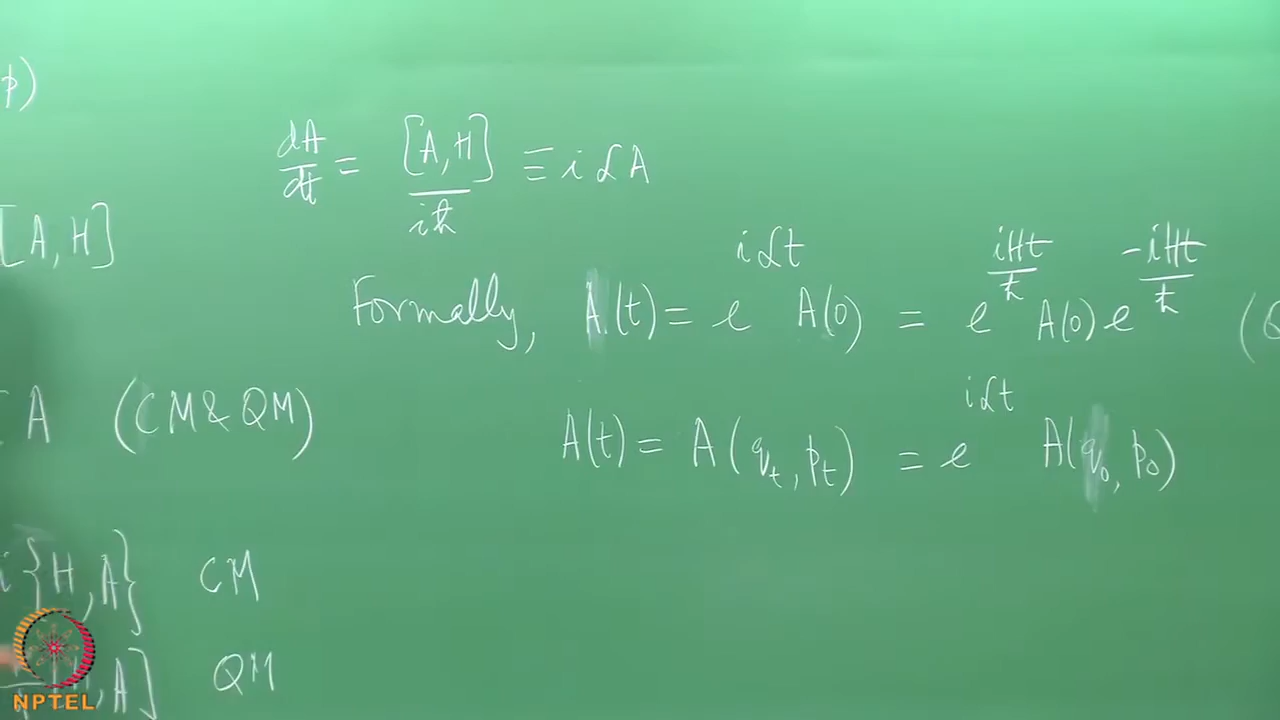 p)
dA/dt = [A, H]/iℏ ≡ i ℒ A
[A, H]
Formally, A(t) = e^{iℒt} A(0) = e^{iHt/ℏ} A(0) e^{-iHt/ℏ} (
A (CM & QM)
A(t) = A(q_t, p_t) = e^{iℒt} A(q_0, p_0)
i{H, A} CM
, A] QM
NPTEL